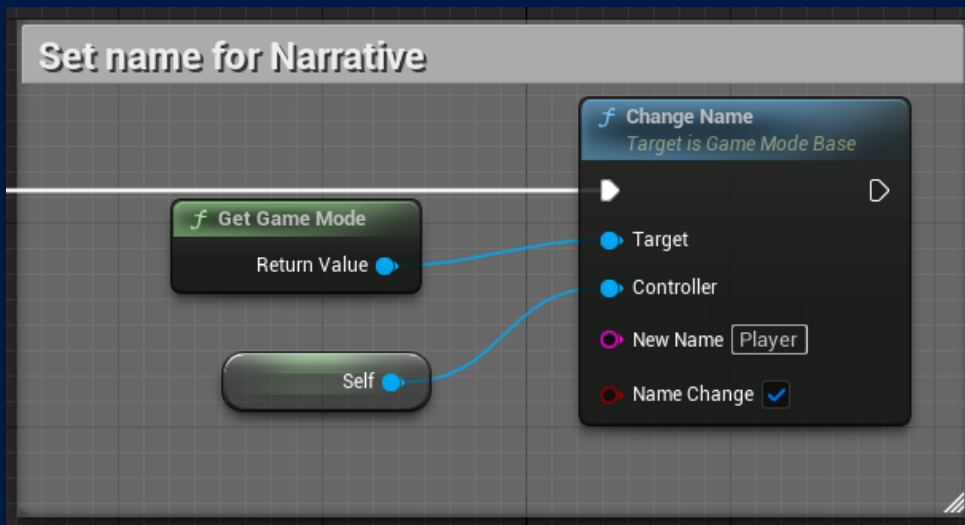 Set name for Narrative
f Change Name
Target is Game Mode Base
f Get Game Mode
Return Value
Target
Controller
Self
New Name Player
Name Change